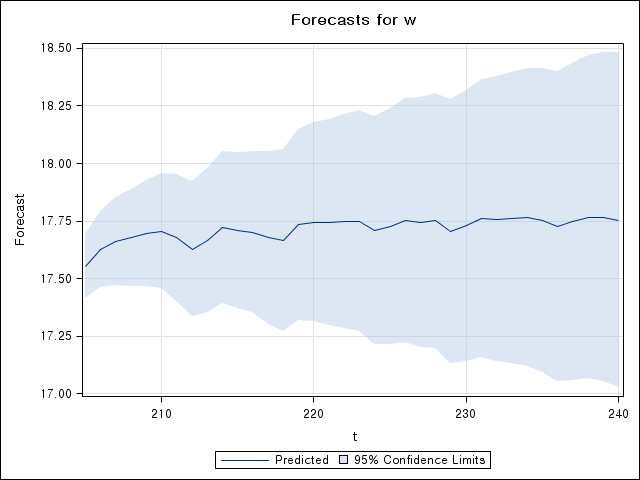 Forecasts for w
18.50
18.25
18.00
17.75
17.50
17.25
17.00
Forecast
210 220 230 240
t
Predicted 95% Confidence Limits